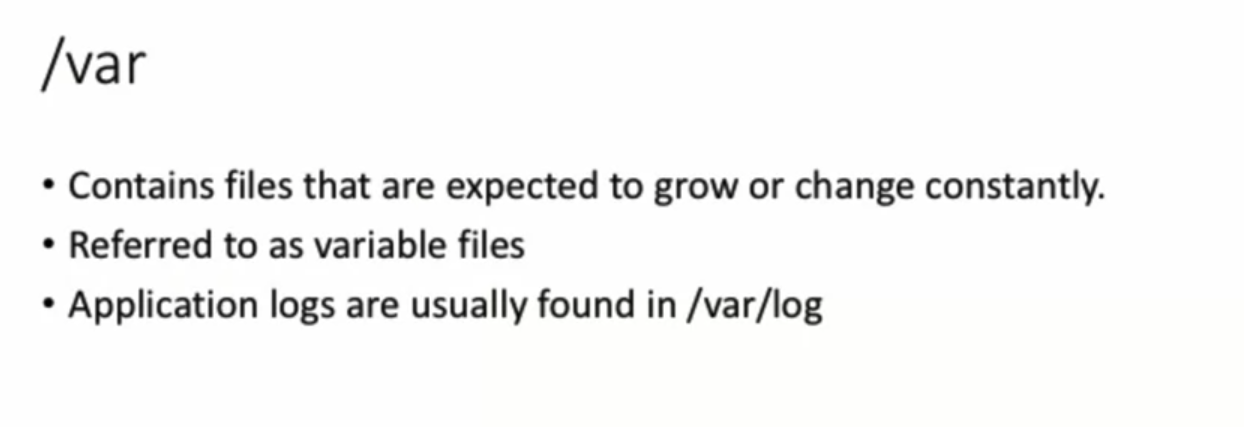 /var
• Contains files that are expected to grow or change constantly.
• Referred to as variable files
• Application logs are usually found in /var/log